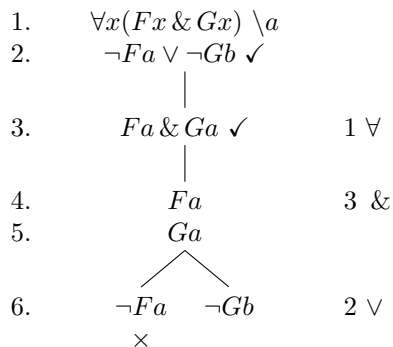 1. ∀x(Fx & Gx) \a
2. ¬Fa ∨ ¬Gb ✓
3. Fa & Ga ✓ 1 ∀
4. Fa 3 &
5. Ga
6. ¬Fa ¬Gb 2 ∨
×